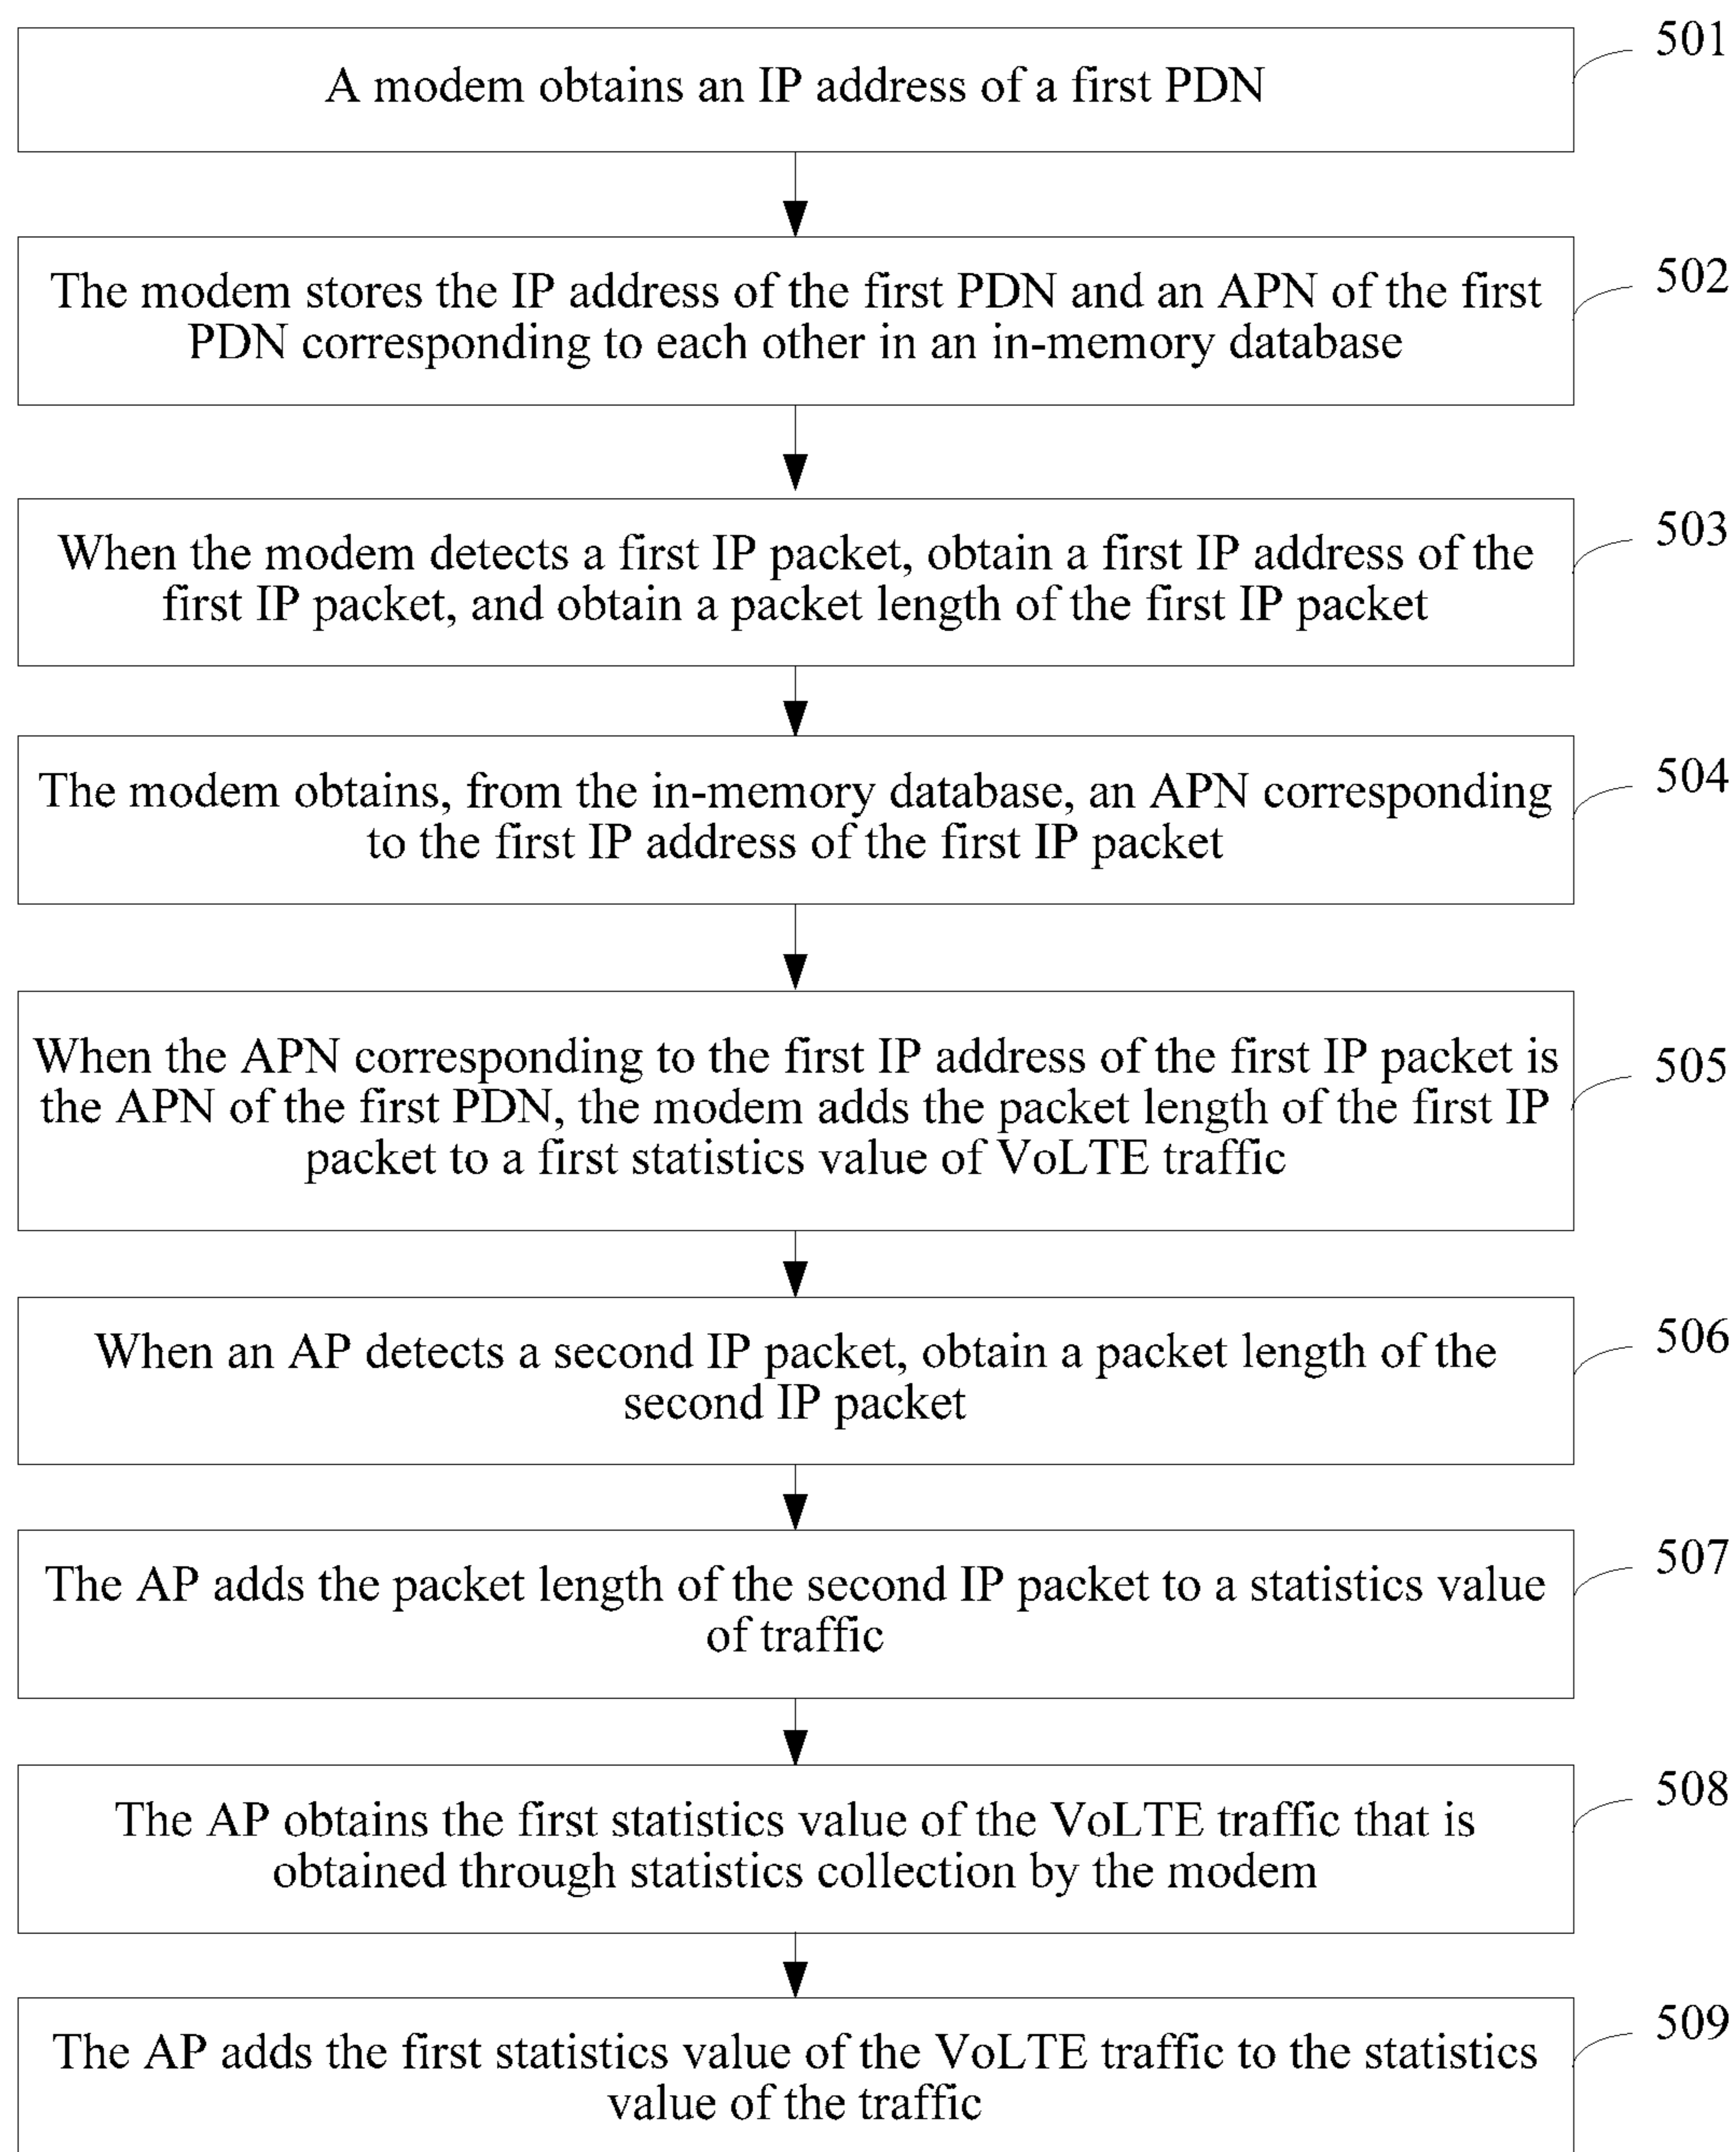 A modem obtains an IP address of a first PDN
501
The modem stores the IP address of the first PDN and an APN of the first
PDN corresponding to each other in an in-memory database
502
When the modem detects a first IP packet, obtain a first IP address of the
first IP packet, and obtain a packet length of the first IP packet
503
The modem obtains, from the in-memory database, an APN corresponding
to the first IP address of the first IP packet
504
When the APN corresponding to the first IP address of the first IP packet is
the APN of the first PDN, the modem adds the packet length of the first IP
packet to a first statistics value of VoLTE traffic
505
When an AP detects a second IP packet, obtain a packet length of the
second IP packet
506
The AP adds the packet length of the second IP packet to a statistics value
of traffic
507
The AP obtains the first statistics value of the VoLTE traffic that is
obtained through statistics collection by the modem
508
The AP adds the first statistics value of the VoLTE traffic to the statistics
value of the traffic
509